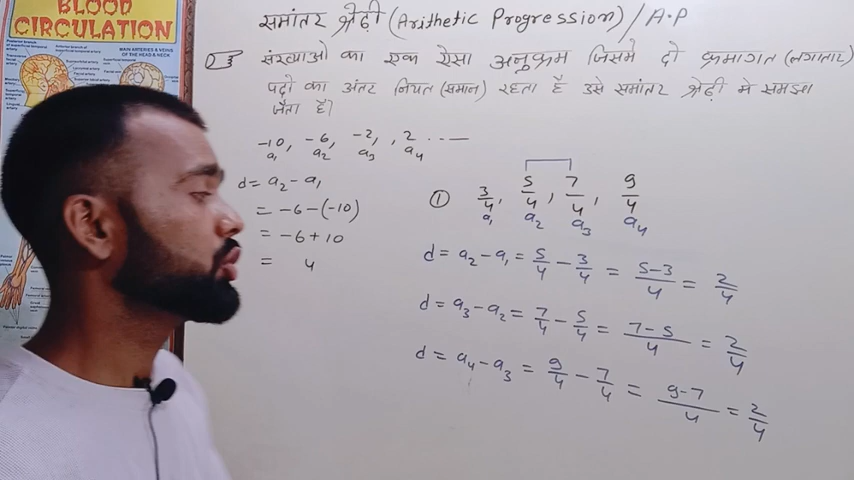 BLOOD
CIRCULATION
समांतर श्रेढ़ी (Arithetic Progression) / A.P
संख्याओ का एक ऐसा अनुक्रम जिसमे दो क्रमागत (लगातार)
पदो का अंतर नियत (समान) रहता है उसे समांतर श्रेढ़ी मे समझा
जैता है।
-10, -6, -2, , 2 ...—
a₁ a₂ a₃ a₄
d = a₂ - a₁
= -6 - (-10)
= -6 + 10
= 4
① 3/4, 5/4, 7/4, 9/4
a₁ a₂ a₃ a₄
d = a₂ - a₁ = 5/4 - 3/4 = 5-3/4 = 2/4
d = a₃ - a₂ = 7/4 - 5/4 = 7-5/4 = 2/4
d = a₄ - a₃ = 9/4 - 7/4 = 9-7/4 = 2/4